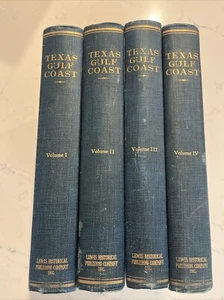 TEXAS
GULF
COAST
Volume I
LEWIS HISTORICAL
PUBLISHING COMPANY
INC.
TEXAS
GULF
COAST
Volume II
LEWIS HISTORICAL
PUBLISHING COMPANY
INC.
TEXAS
GULF
COAST
Volume III
LEWIS HISTORICAL
PUBLISHING COMPANY
INC.
TEXAS
GULF
COAST
Volume IV
LEWIS HISTORICAL
PUBLISHING COMPANY
INC.